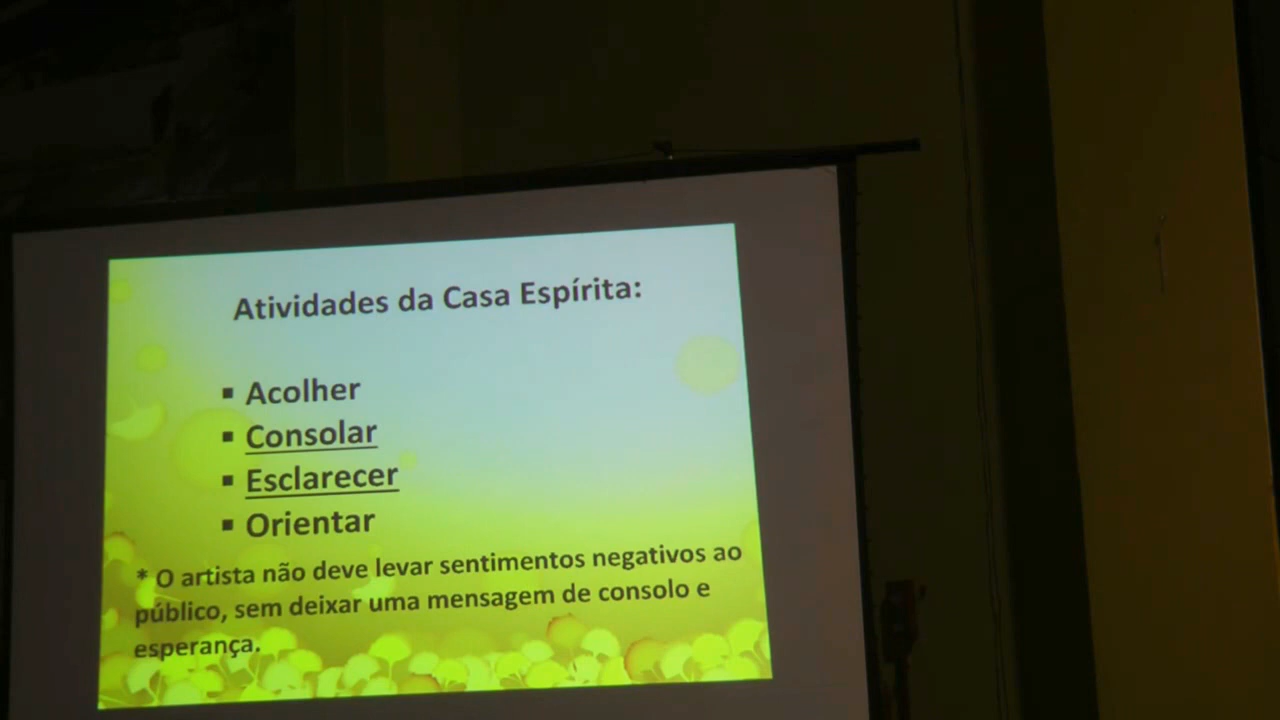 Atividades da Casa Espírita:
▪ Acolher
▪ Consolar
▪ Esclarecer
▪ Orientar
* O artista não deve levar sentimentos negativos ao
público, sem deixar uma mensagem de consolo e
esperança.